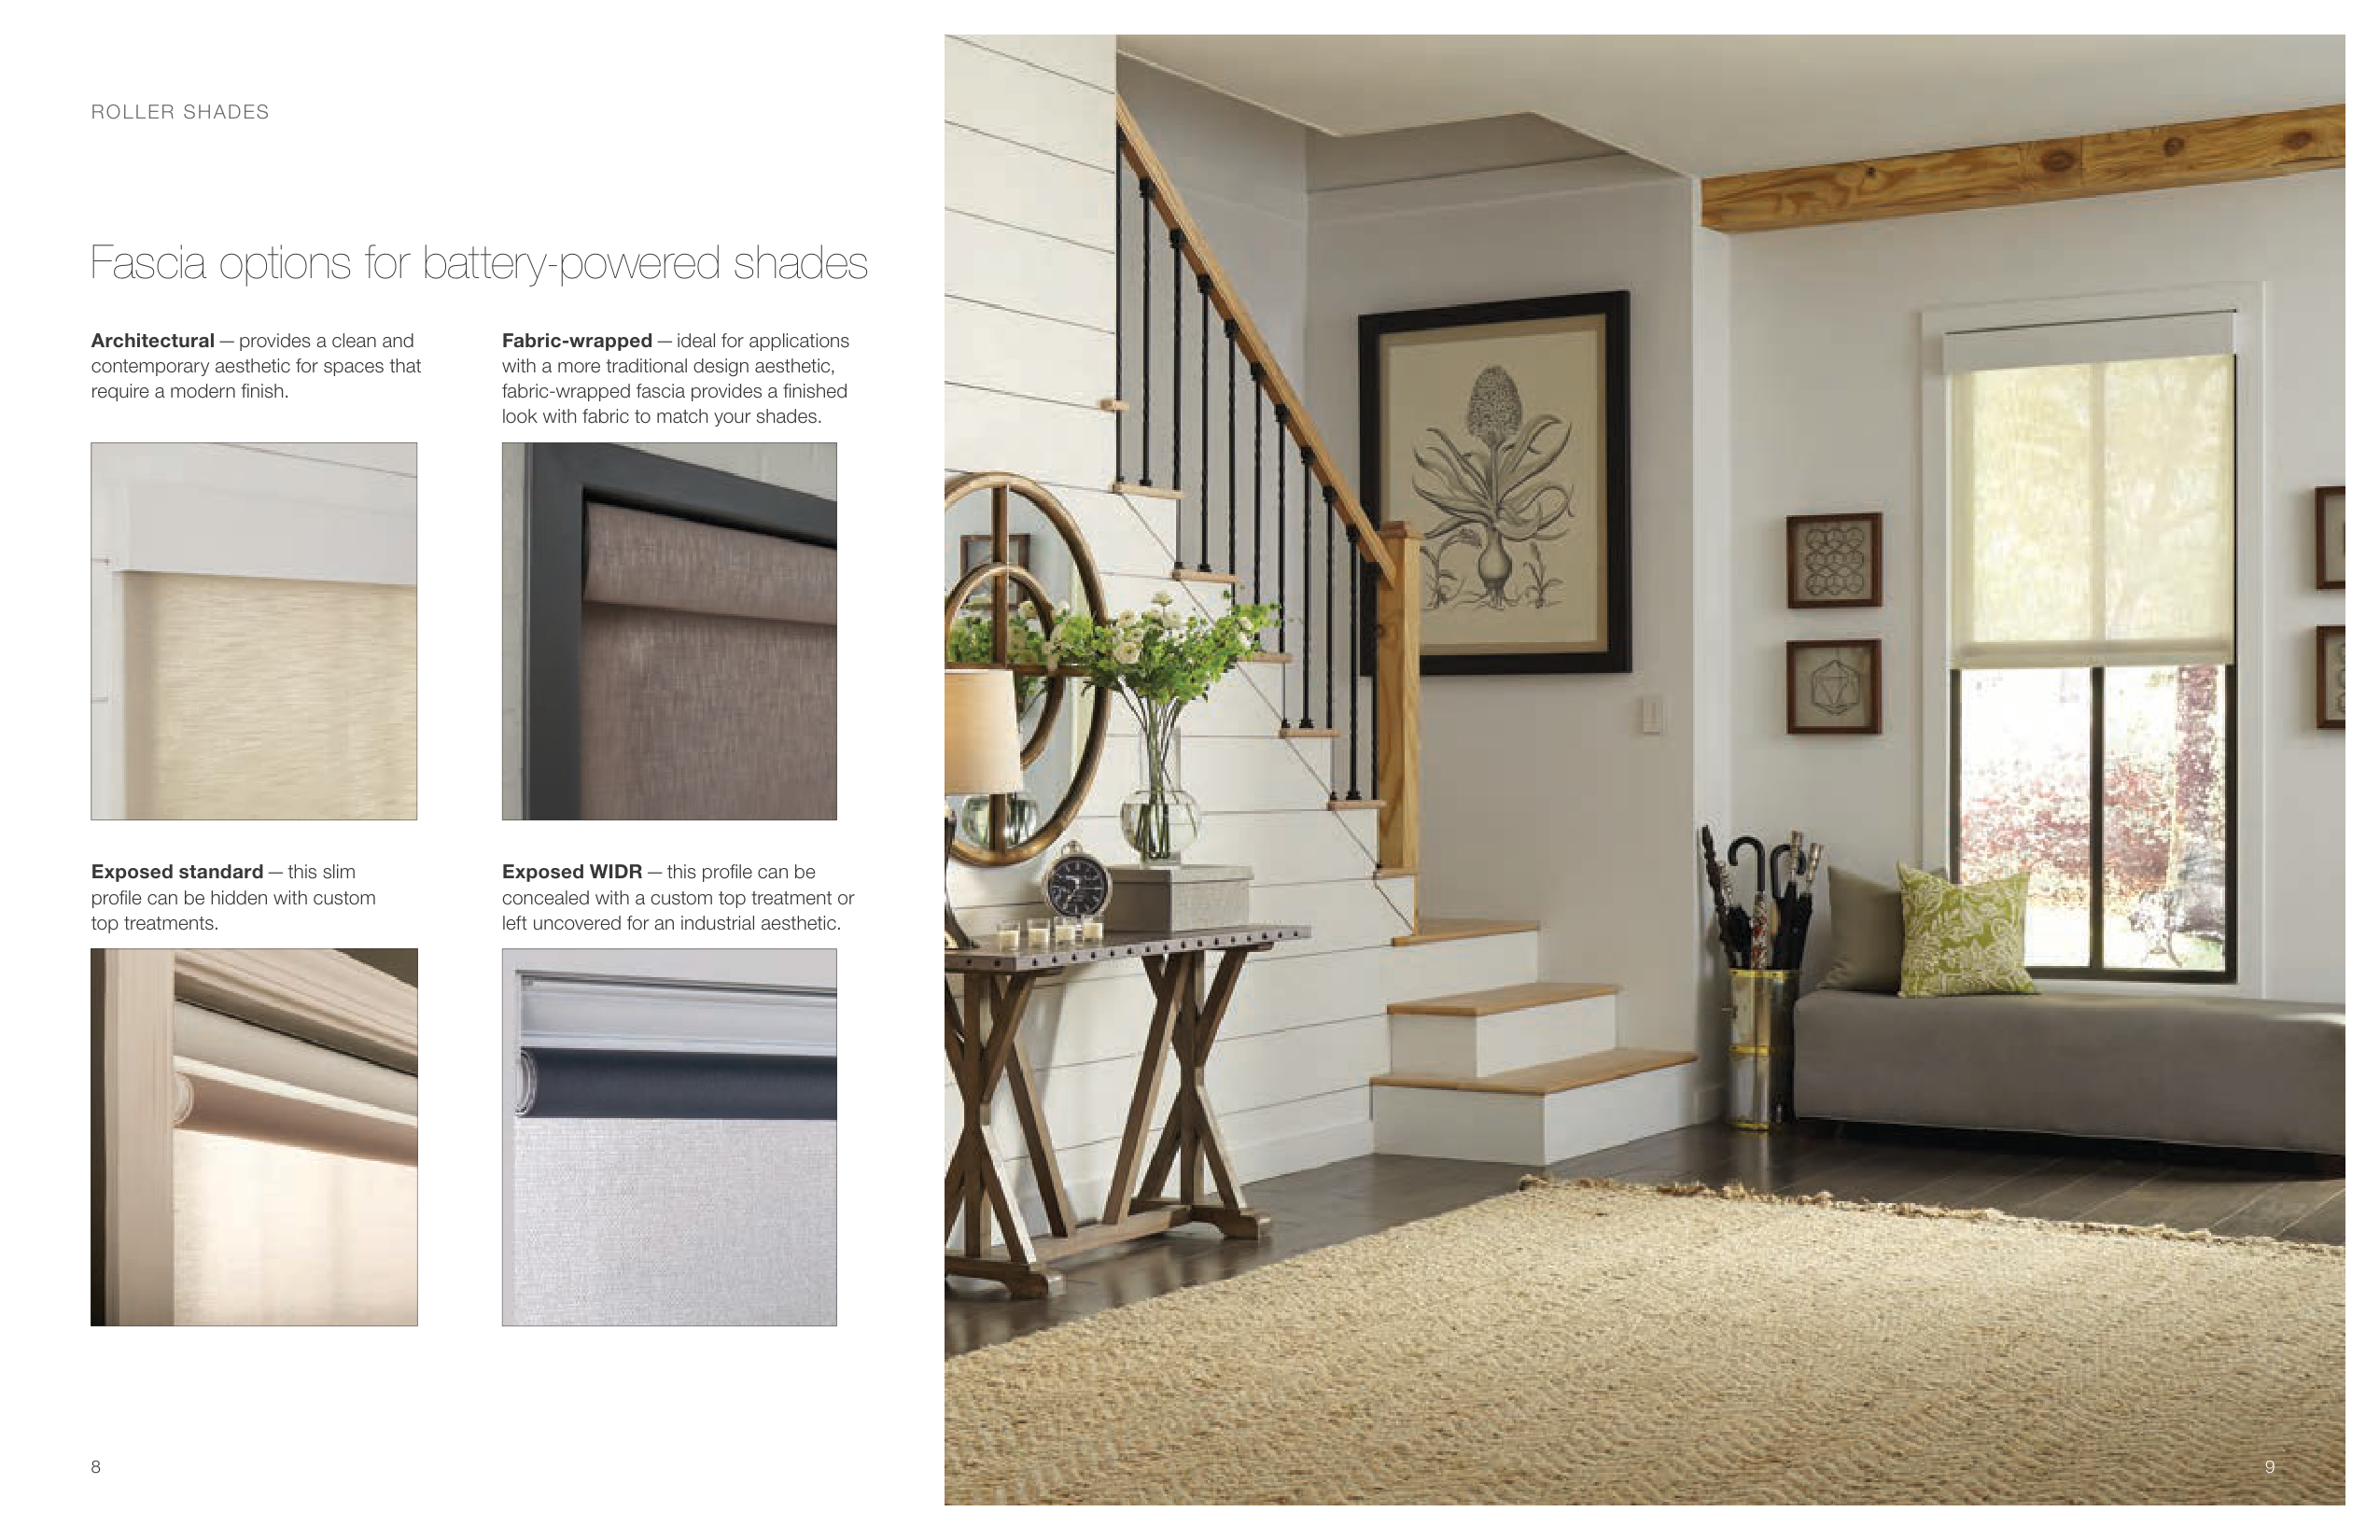 ROLLER SHADES
Fascia options for battery-powered shades
Architectural — provides a clean and
contemporary aesthetic for spaces that
require a modern finish.
Fabric-wrapped — ideal for applications
with a more traditional design aesthetic,
fabric-wrapped fascia provides a finished
look with fabric to match your shades.
Exposed standard — this slim
profile can be hidden with custom
top treatments.
Exposed WIDR — this profile can be
concealed with a custom top treatment or
left uncovered for an industrial aesthetic.
8
9